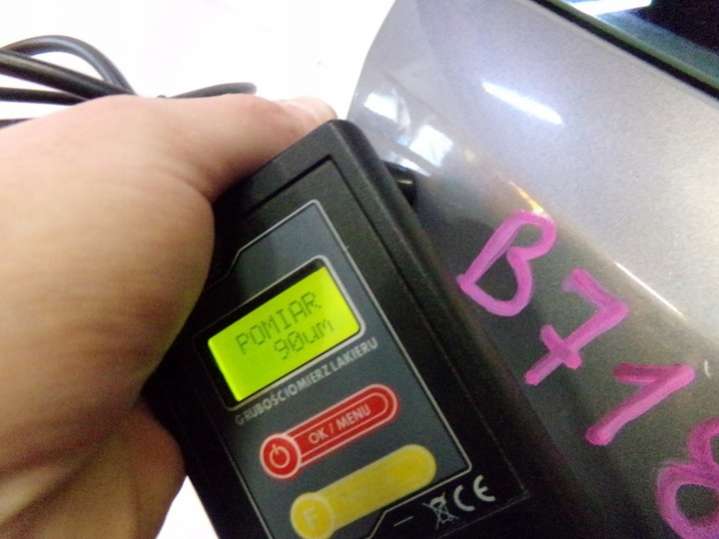 POMIAR
90um
GRUBOŚCIOMIERZ LAKIERU
OK / MENU
F
CE
B718